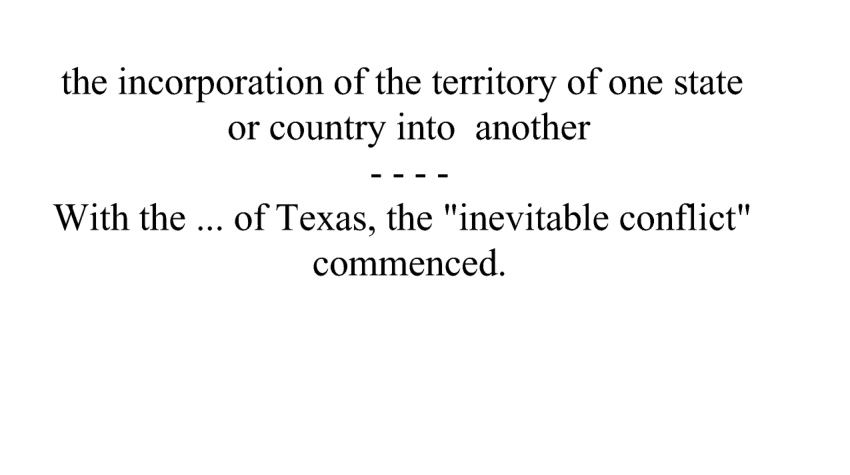 the incorporation of the territory of one state
or country into  another
- - - -
With the ... of Texas, the "inevitable conflict"
commenced.